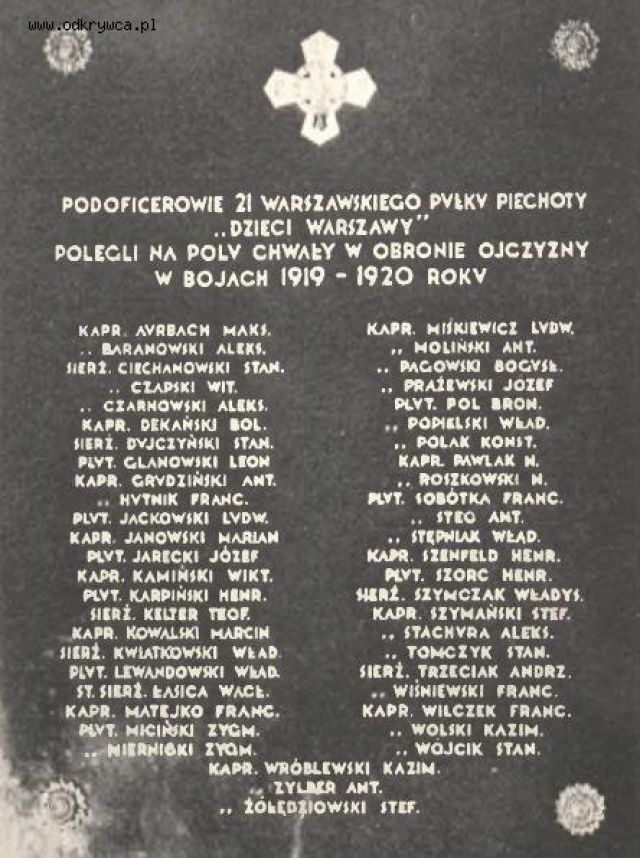 www.odkrywca.pl
PODOFICEROWIE 21 WARSZAWSKIEGO PVŁKV PIECHOTY
„DZIECI WARSZAWY"
POLEGLI NA POLV CHWAŁY W OBRONIE OJCZYZNY
W BOJACH 1919 - 1920 ROKV
KAPR. AVRBACH MAKS.
,, BARANOWSKI ALEKS.
SIERŻ. CIECHANOWSKI STAN.
,, CZAPSKI WIT.
,, CZARNOWSKI ALEKS.
KAPR. DEKAŃSKI BOL.
SIERŻ. DVJCZYŃSKI STAN.
PLVT. GLANOWSKI LEON
KAPR. GRVDZIŃSKI ANT.
,, HVTNIK FRANC.
PLVT. JACKOWSKI LVDW.
KAPR. JANOWSKI MARIAN
PLVT. JARECKI JÓZEF
KAPR. KAMIŃSKI WIKT.
PLVT. KARPIŃSKI HENR.
SIERŻ. KELTER TEOF.
KAPR. KOWALSKI MARCIN
SIERŻ. KWIATKOWSKI WŁAD.
PLVT. LEWANDOWSKI WŁAD.
ST. SIERŻ. ŁASICA WACŁ.
KAPR. MATEJKO FRANC.
PLVT. MICIŃSKI ZYGM.
,, MIERNICKI ZYGM.
KAPR. MIŚKIEWICZ LVDW.
,, MOLIŃSKI ANT.
,, PAGOWSKI BOGVSŁ.
,, PRAŻEWSKI JÓZEF
PLVT. POL BRON.
,, POPIELSKI WŁAD.
,, POLAK KONST.
KAPR. PAWLAK N.
,, ROSZKOWSKI N.
PLVT. SOBÓTKA FRANC.
,, STEG ANT.
,, STĘPNIAK WŁAD.
KAPR. SZENFELD HENR.
PLVT. SZORC HENR.
SIERŻ. SZYMCZAK WŁADYS.
KAPR. SZYMAŃSKI STEF.
,, STACHVRA ALEKS.
,, TOMCZYK STAN.
SIERŻ. TRZECIAK ANDRZ.
,, WIŚNIEWSKI FRANC.
KAPR. WILCZEK FRANC.
,, WOLSKI KAZIM.
,, WÓJCIK STAN.
KAPR. WRÓBLEWSKI KAZIM.
,, ZYLBER ANT.
,, ŻOŁĘDZIOWSKI STEF.